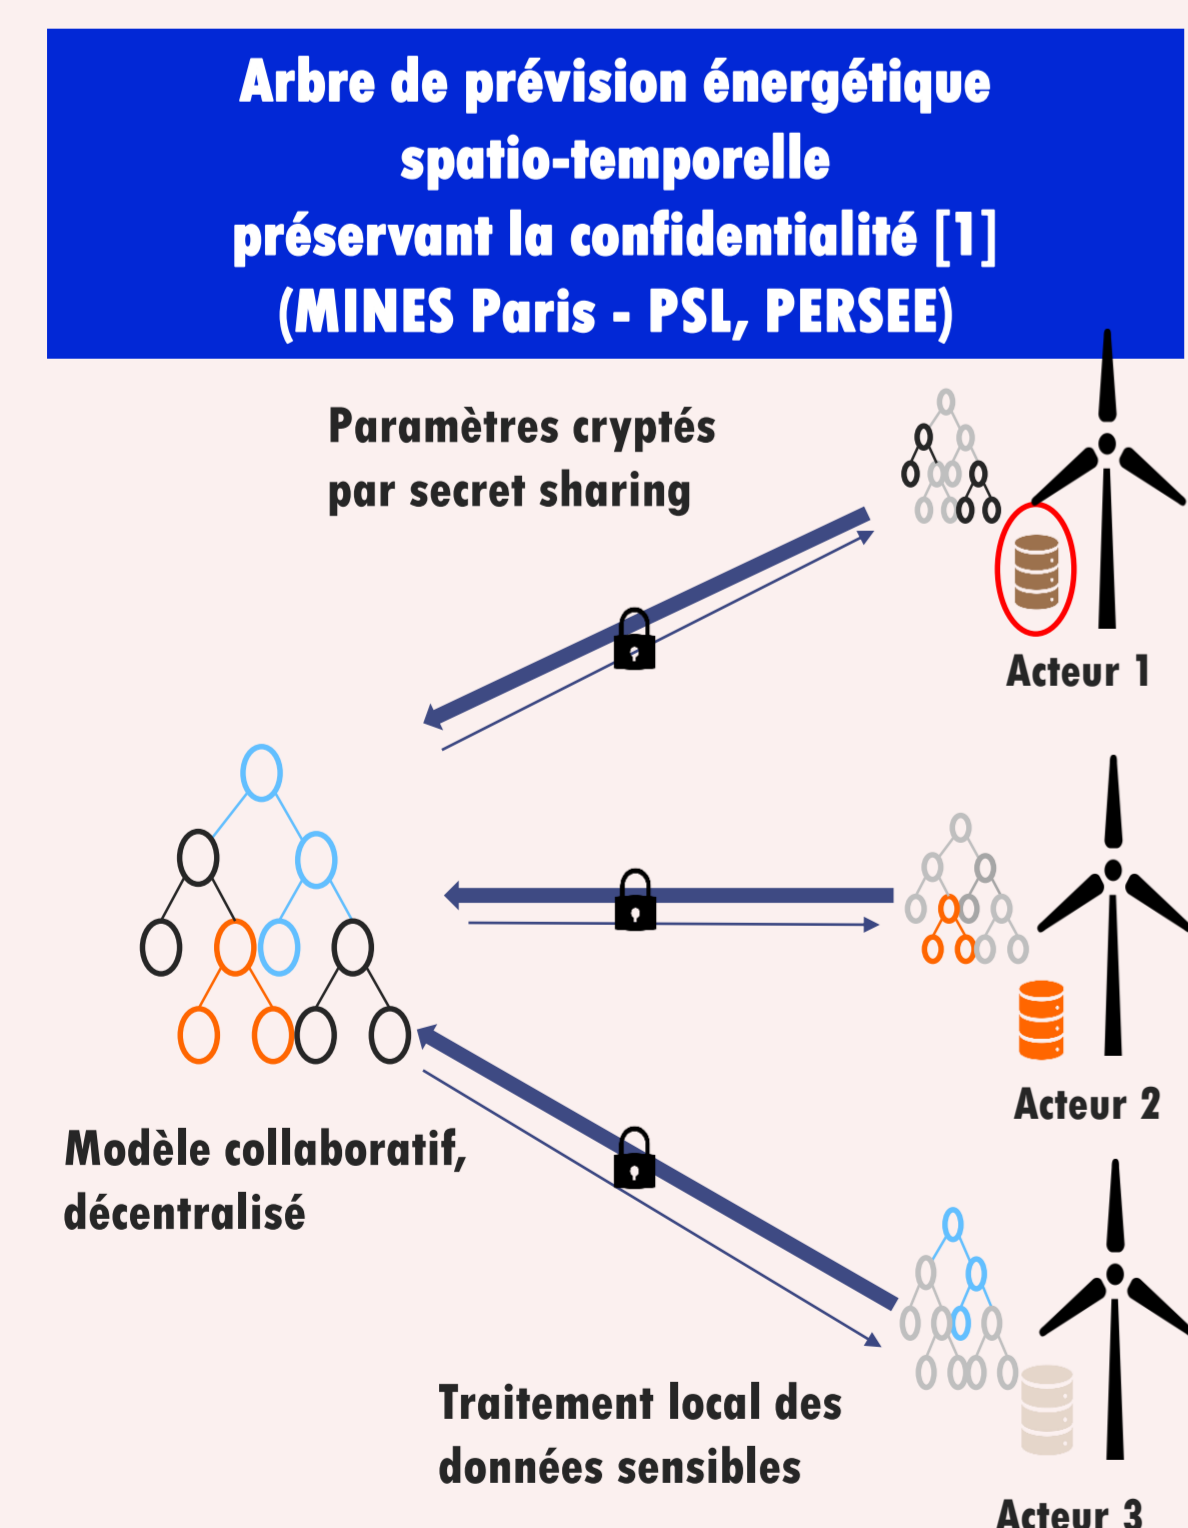 Arbre de prévision énergétique
spatio-temporelle
préservant la confidentialité [1]
(MINES Paris - PSL, PERSEE)
Paramètres cryptés
par secret sharing
Acteur 1
Acteur 2
Modèle collaboratif,
décentralisé
Traitement local des
données sensibles
Acteur 3